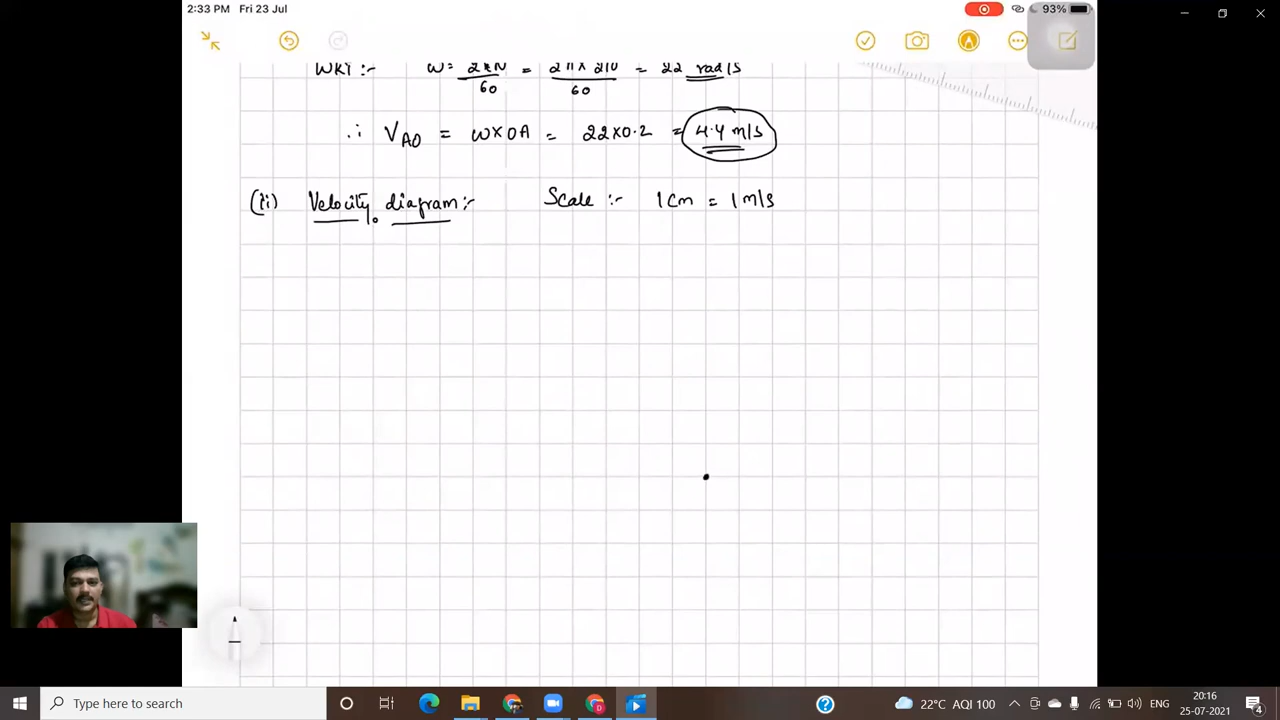 2:33 PM Fri 23 Jul
93%
WKT :- ω = 2πN/60 = 2π x 210/60 = 22 rad/s
∴ VAO = ω x OA = 22 x 0.2 = 4.4 m/s
(ii) Velocity diagram :- Scale :- 1cm = 1m/s
Type here to search
22°C AQI 100
ENG
20:16
25-07-2021
4